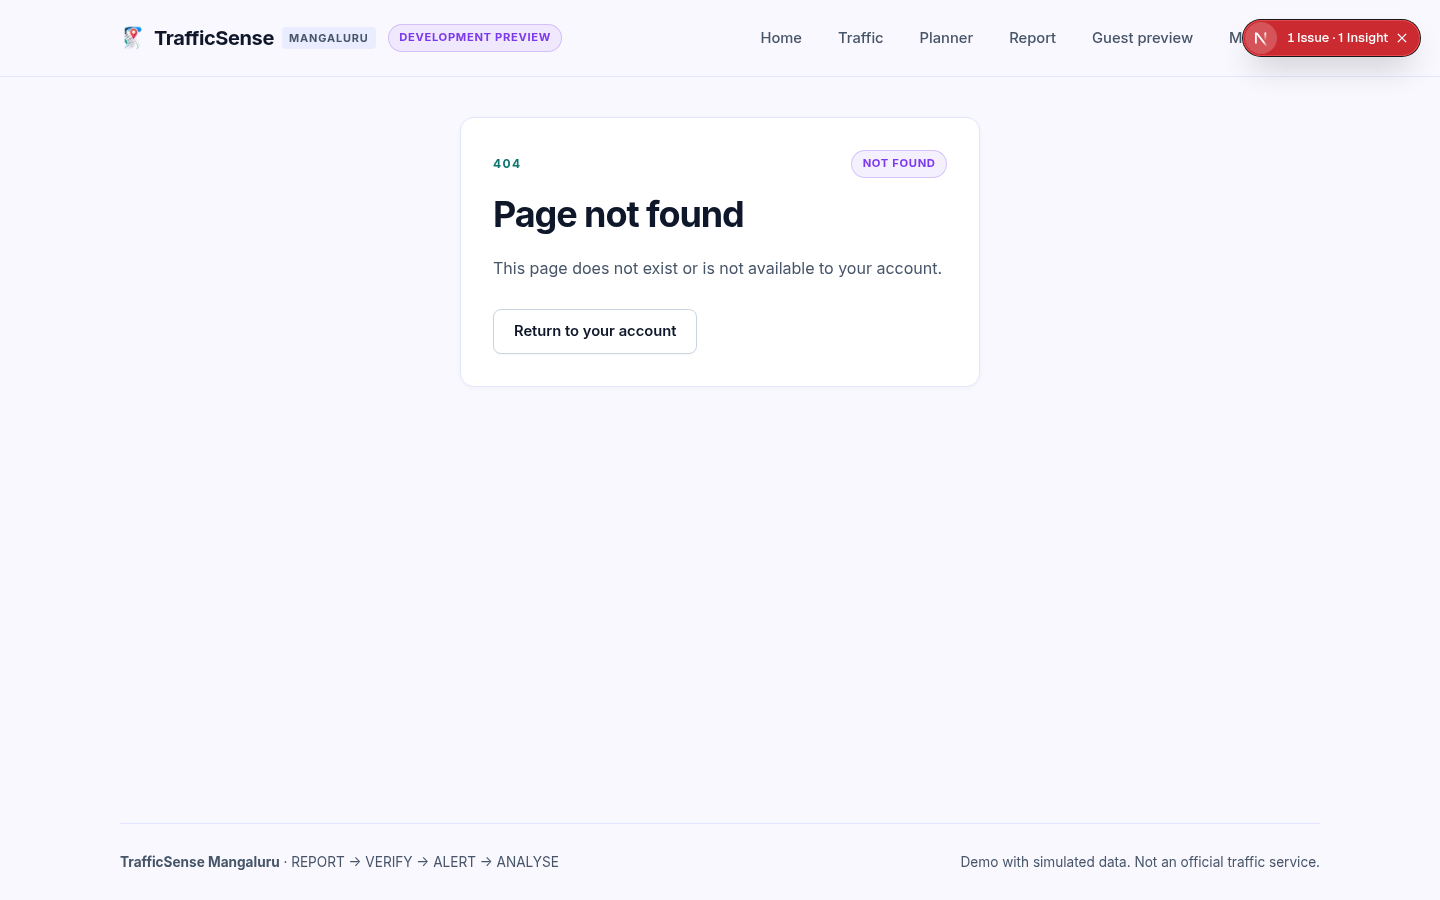 TrafficSense MANGALURU DEVELOPMENT PREVIEW Home Traffic Planner Report Guest preview M 1 Issue · 1 Insight
404 NOT FOUND
Page not found
This page does not exist or is not available to your account.
Return to your account
TrafficSense Mangaluru · REPORT → VERIFY → ALERT → ANALYSE Demo with simulated data. Not an official traffic service.